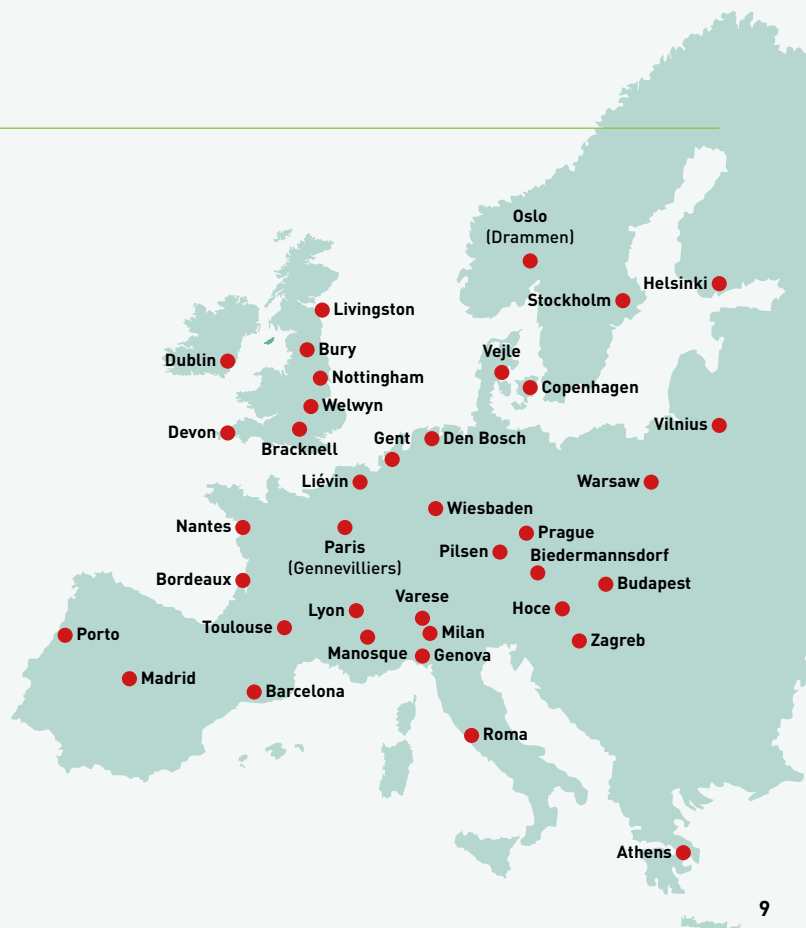 Oslo
(Drammen)
Helsinki
Stockholm
Livingston
Bury
Vejle
Dublin
Nottingham
Copenhagen
Welwyn
Vilnius
Devon
Gent
Den Bosch
Bracknell
Liévin
Warsaw
Wiesbaden
Nantes
Prague
Paris
(Gennevilliers)
Pilsen
Biedermannsdorf
Bordeaux
Budapest
Varese
Lyon
Hoce
Toulouse
Milan
Porto
Zagreb
Manosque
Genova
Madrid
Barcelona
Roma
Athens
9